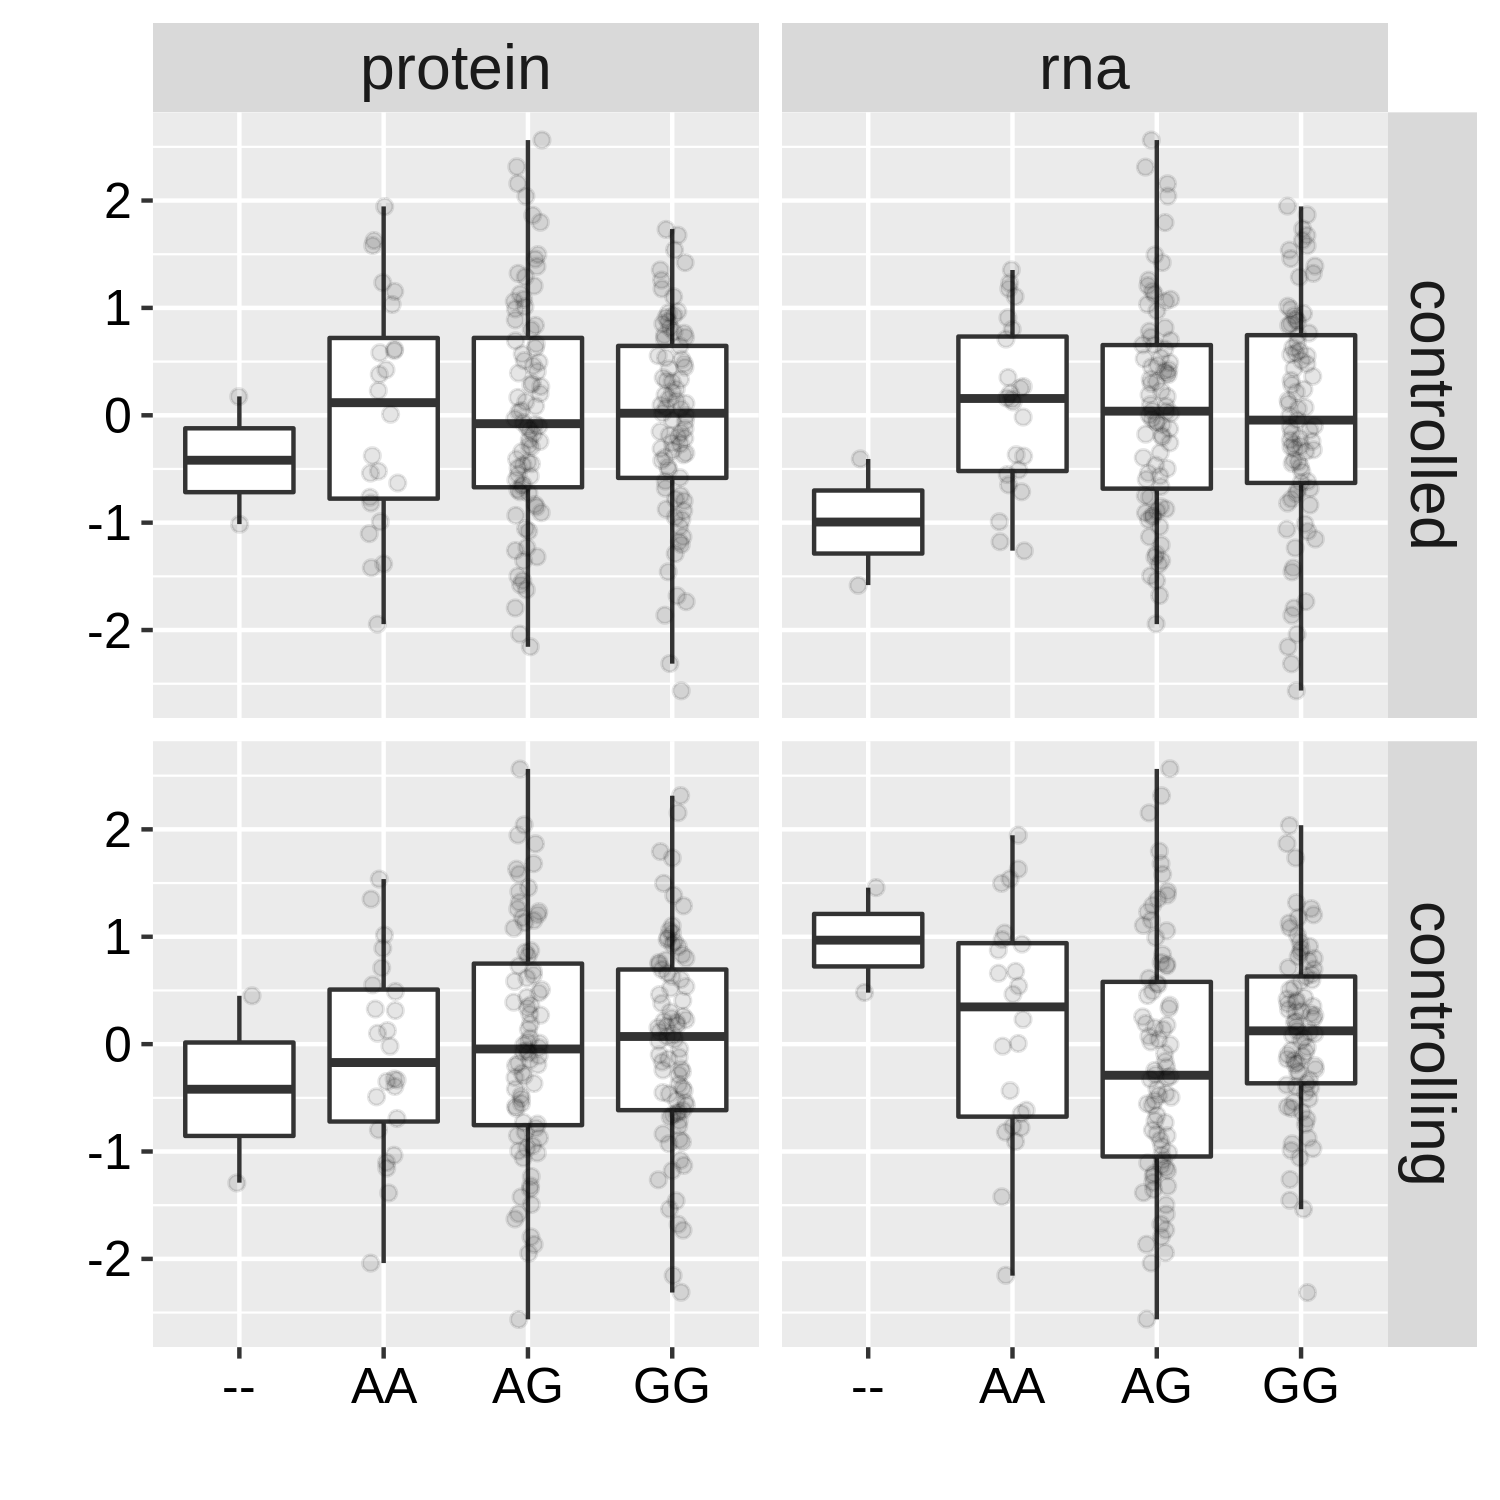 protein rna
2
1
0
-1
-2
controlled
2
1
0
-1
-2
controlling
-- AA AG GG -- AA AG GG